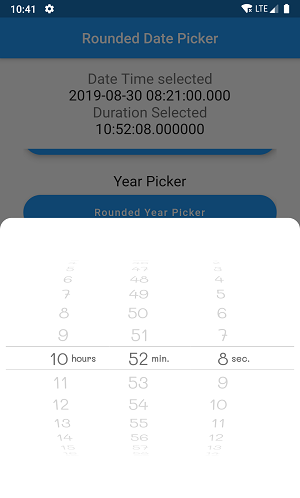 10:41 LTE
Rounded Date Picker
Date Time selected
2019-08-30 08:21:00.000
Duration Selected
10:52:08.000000
Year Picker
Rounded Year Picker
5 47 3
6 48 4
7 49 5
8 50 6
9 51 7
10 hours 52 min. 8 sec.
11 53 9
12 54 10
13 55 11
14 56 12
15 57 13